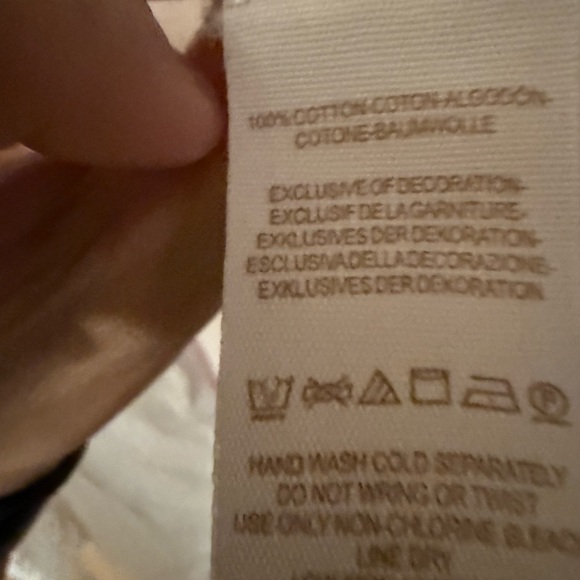 100% COTTON-COTON-ALGODÓN-
COTONE-BAUMWOLLE
EXCLUSIVE OF DECORATION-
EXCLUSIF DE LA GARNITURE-
EXKLUSIVES DER DEKORATION-
ESCLUSIVA DELLA DECORAZIONE-
EXKLUSIVES DER DEKORATION
P
HAND WASH COLD SEPARATELY
DO NOT WRING OR TWIST
USE ONLY NON-CHLORINE BLEACH
LINE DRY